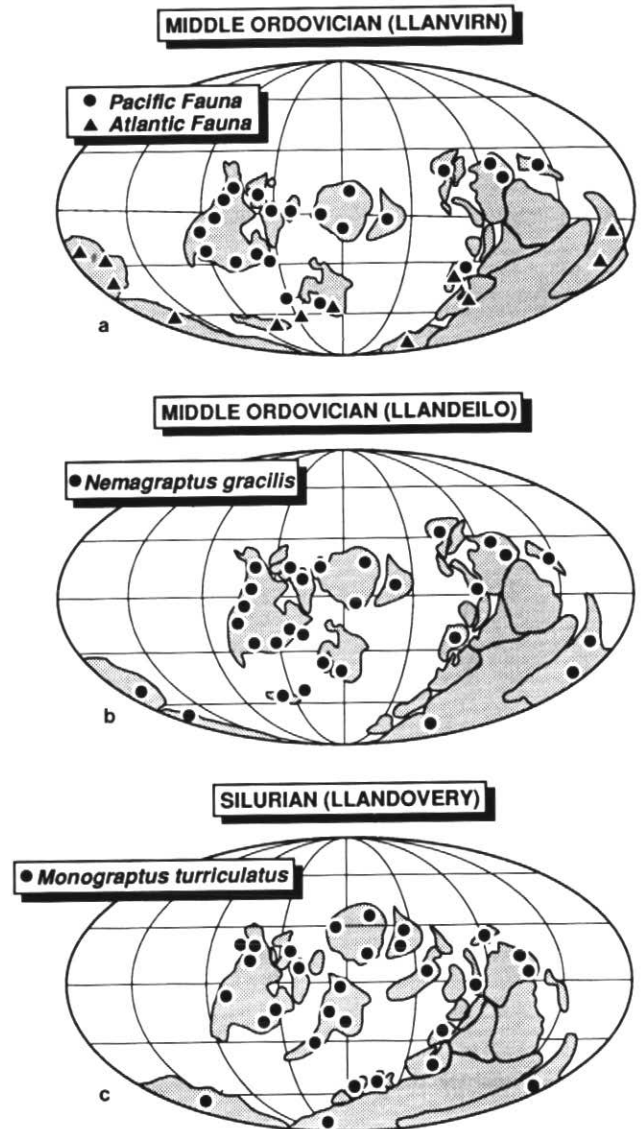 MIDDLE ORDOVICIAN (LLANVIRN)
Pacific Fauna
Atlantic Fauna
a
MIDDLE ORDOVICIAN (LLANDEILO)
Nemagraptus gracilis
b
SILURIAN (LLANDOVERY)
Monograptus turriculatus
c